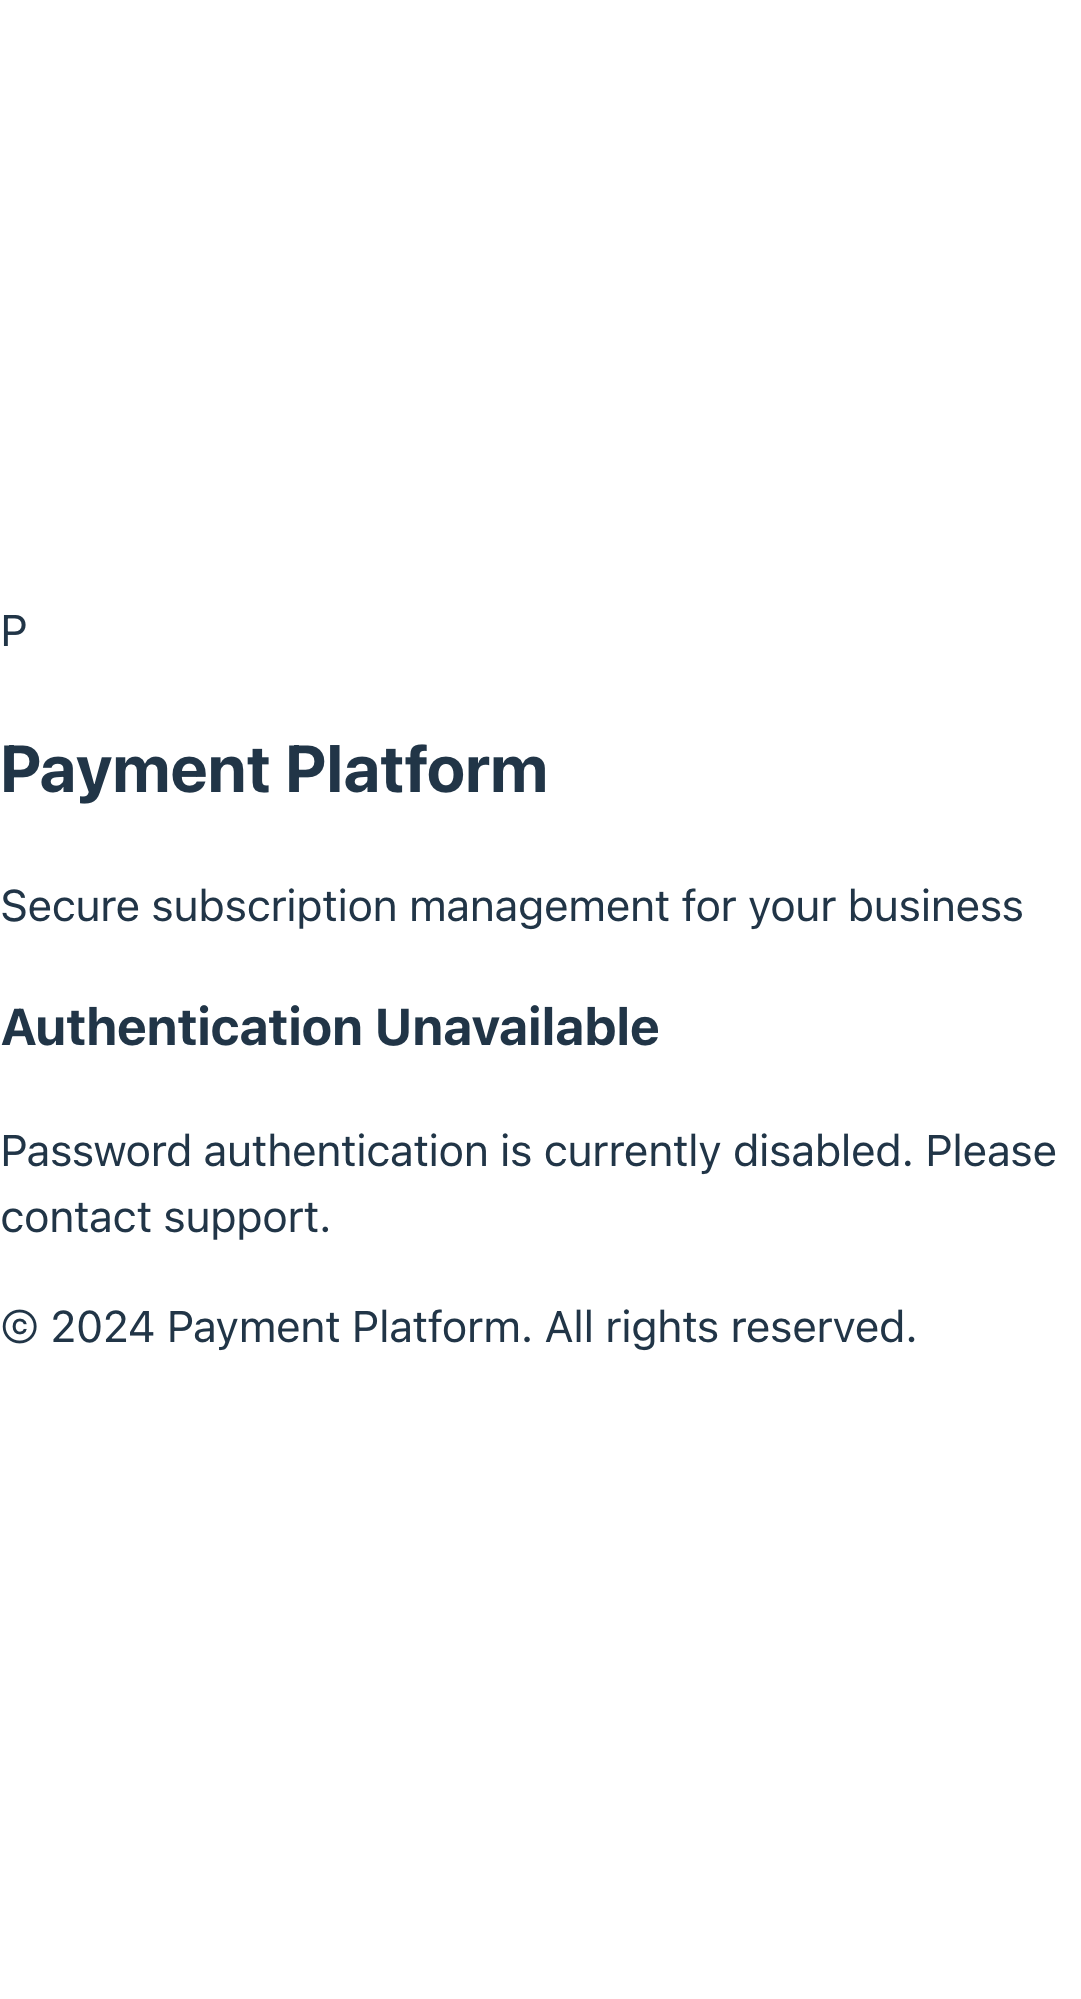 P
Payment Platform
Secure subscription management for your business
Authentication Unavailable
Password authentication is currently disabled. Please
contact support.
© 2024 Payment Platform. All rights reserved.